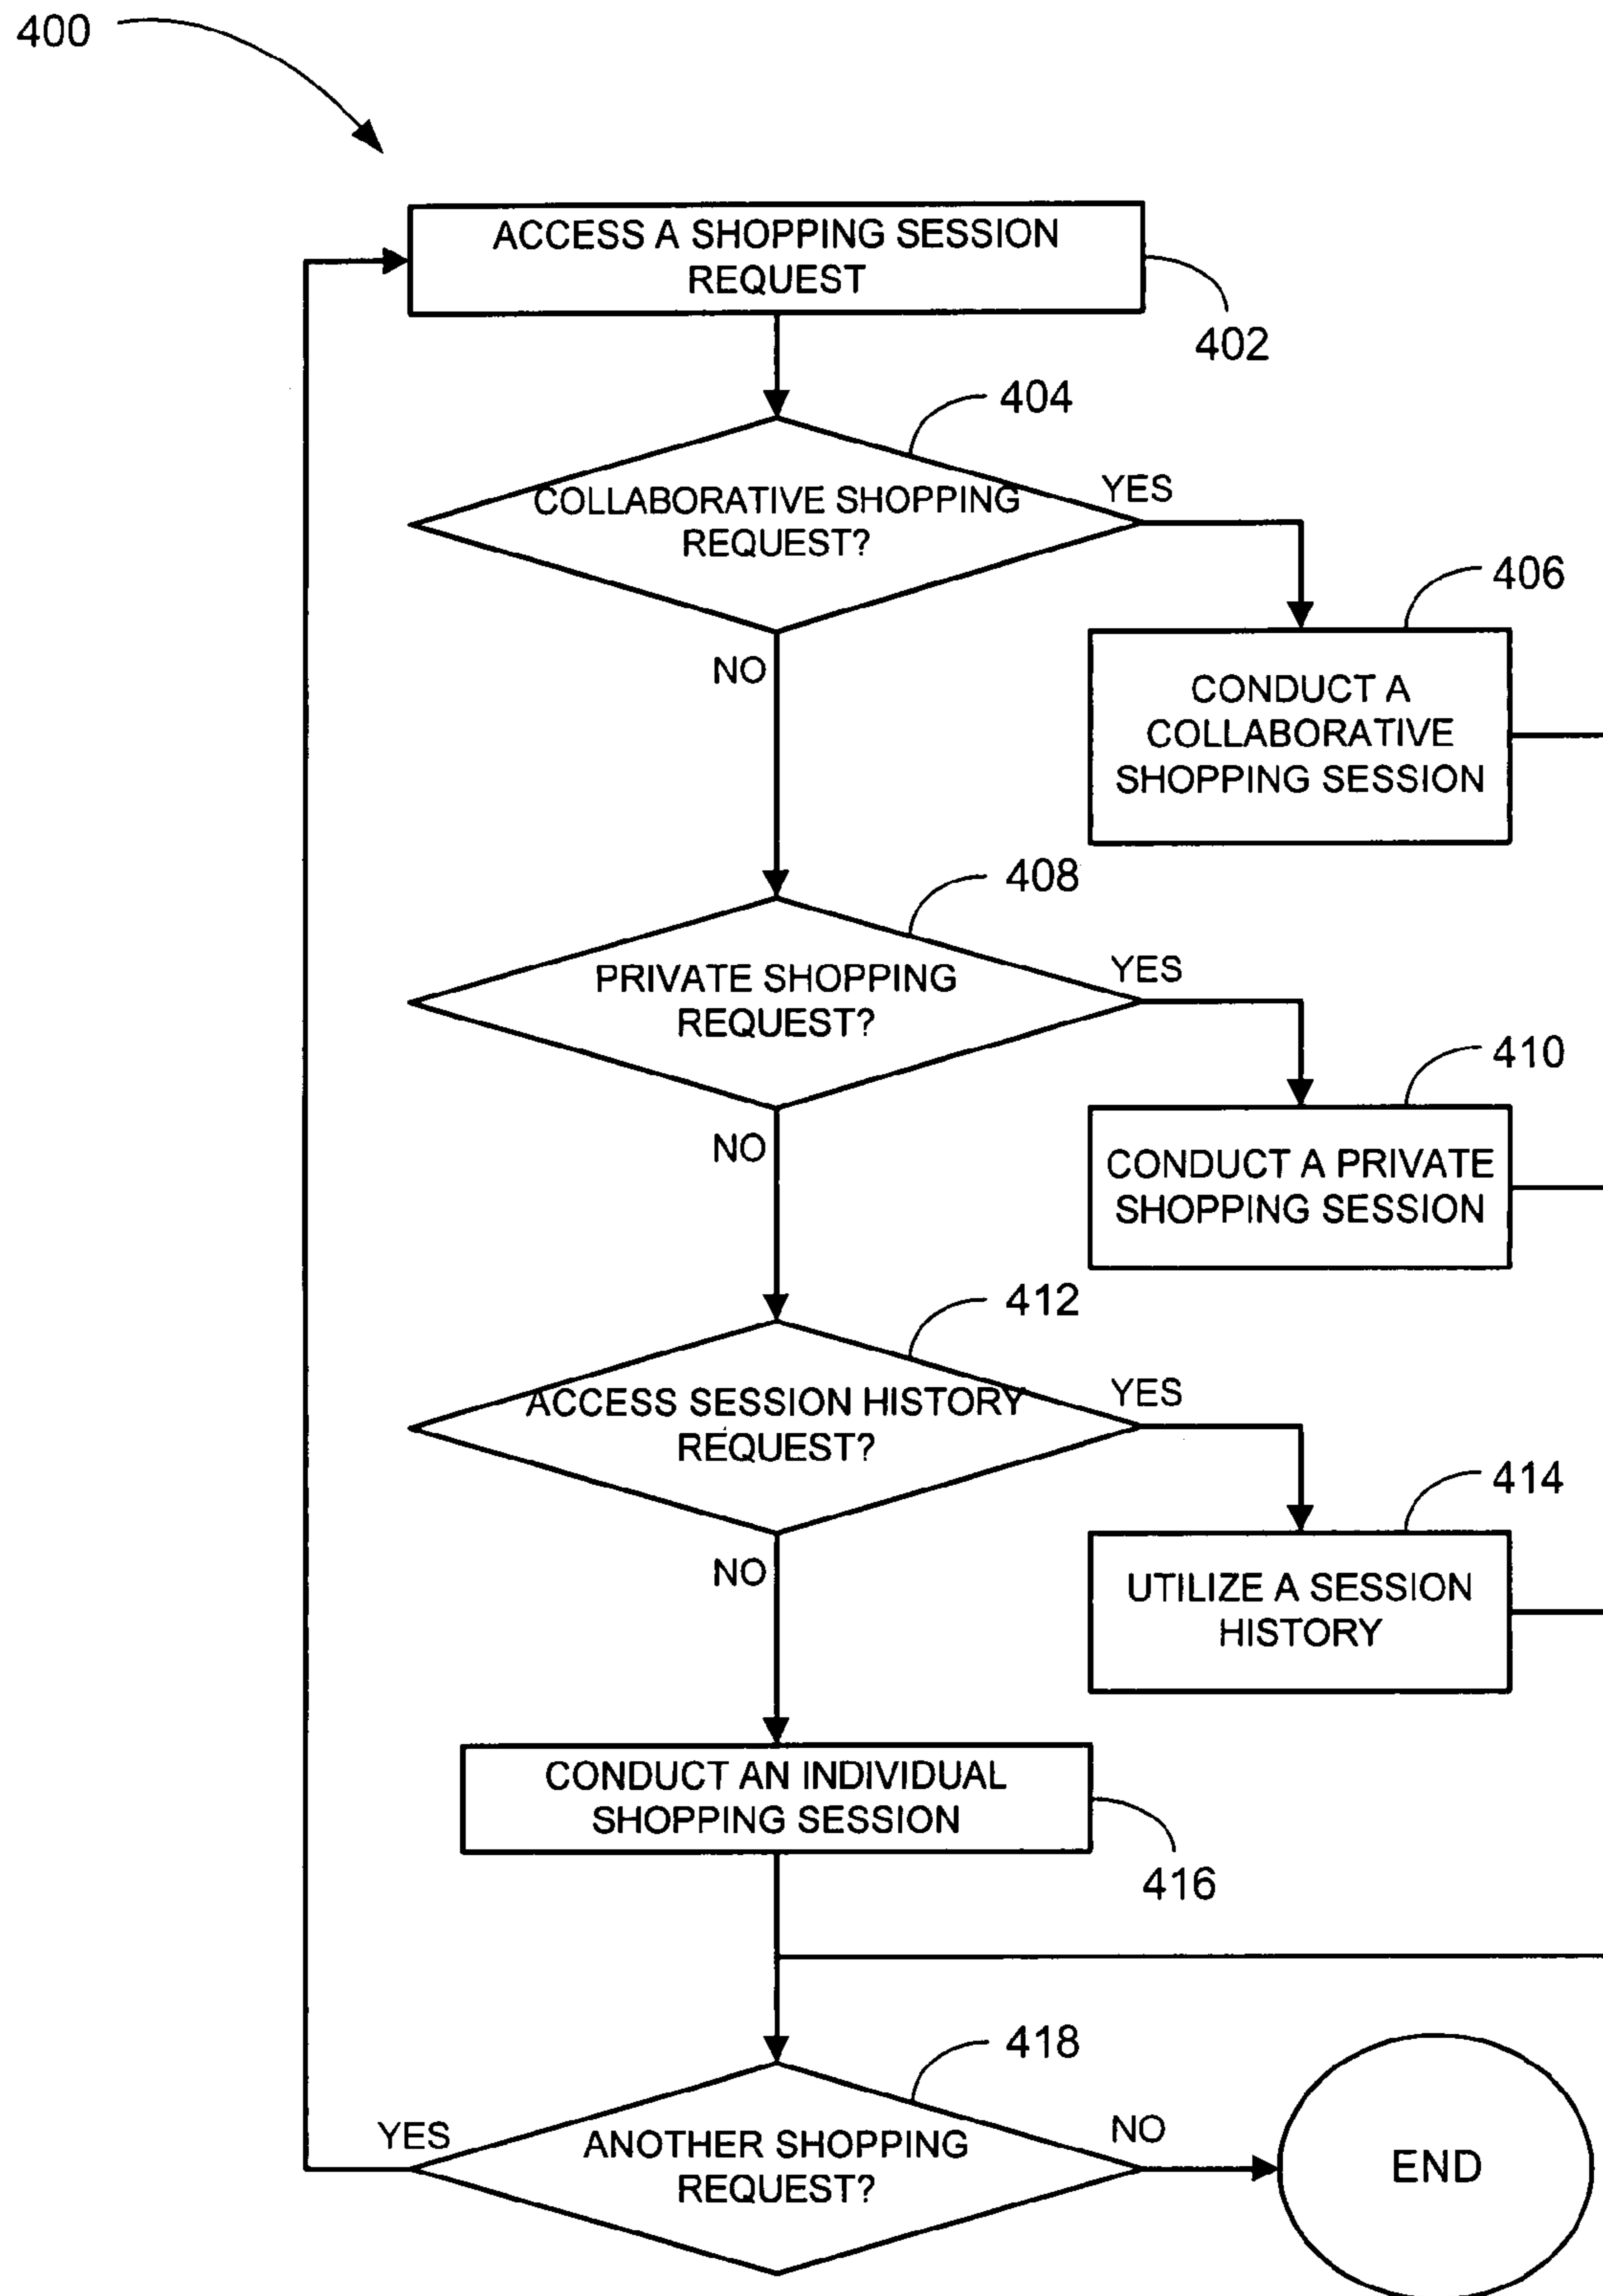 400
ACCESS A SHOPPING SESSION
REQUEST
402
404
COLLABORATIVE SHOPPING
REQUEST?
YES
NO
406
CONDUCT A
COLLABORATIVE
SHOPPING SESSION
408
PRIVATE SHOPPING
REQUEST?
YES
NO
410
CONDUCT A PRIVATE
SHOPPING SESSION
412
ACCESS SESSION HISTORY
REQUEST?
YES
NO
414
UTILIZE A SESSION
HISTORY
CONDUCT AN INDIVIDUAL
SHOPPING SESSION
416
418
YES
ANOTHER SHOPPING
REQUEST?
NO
END